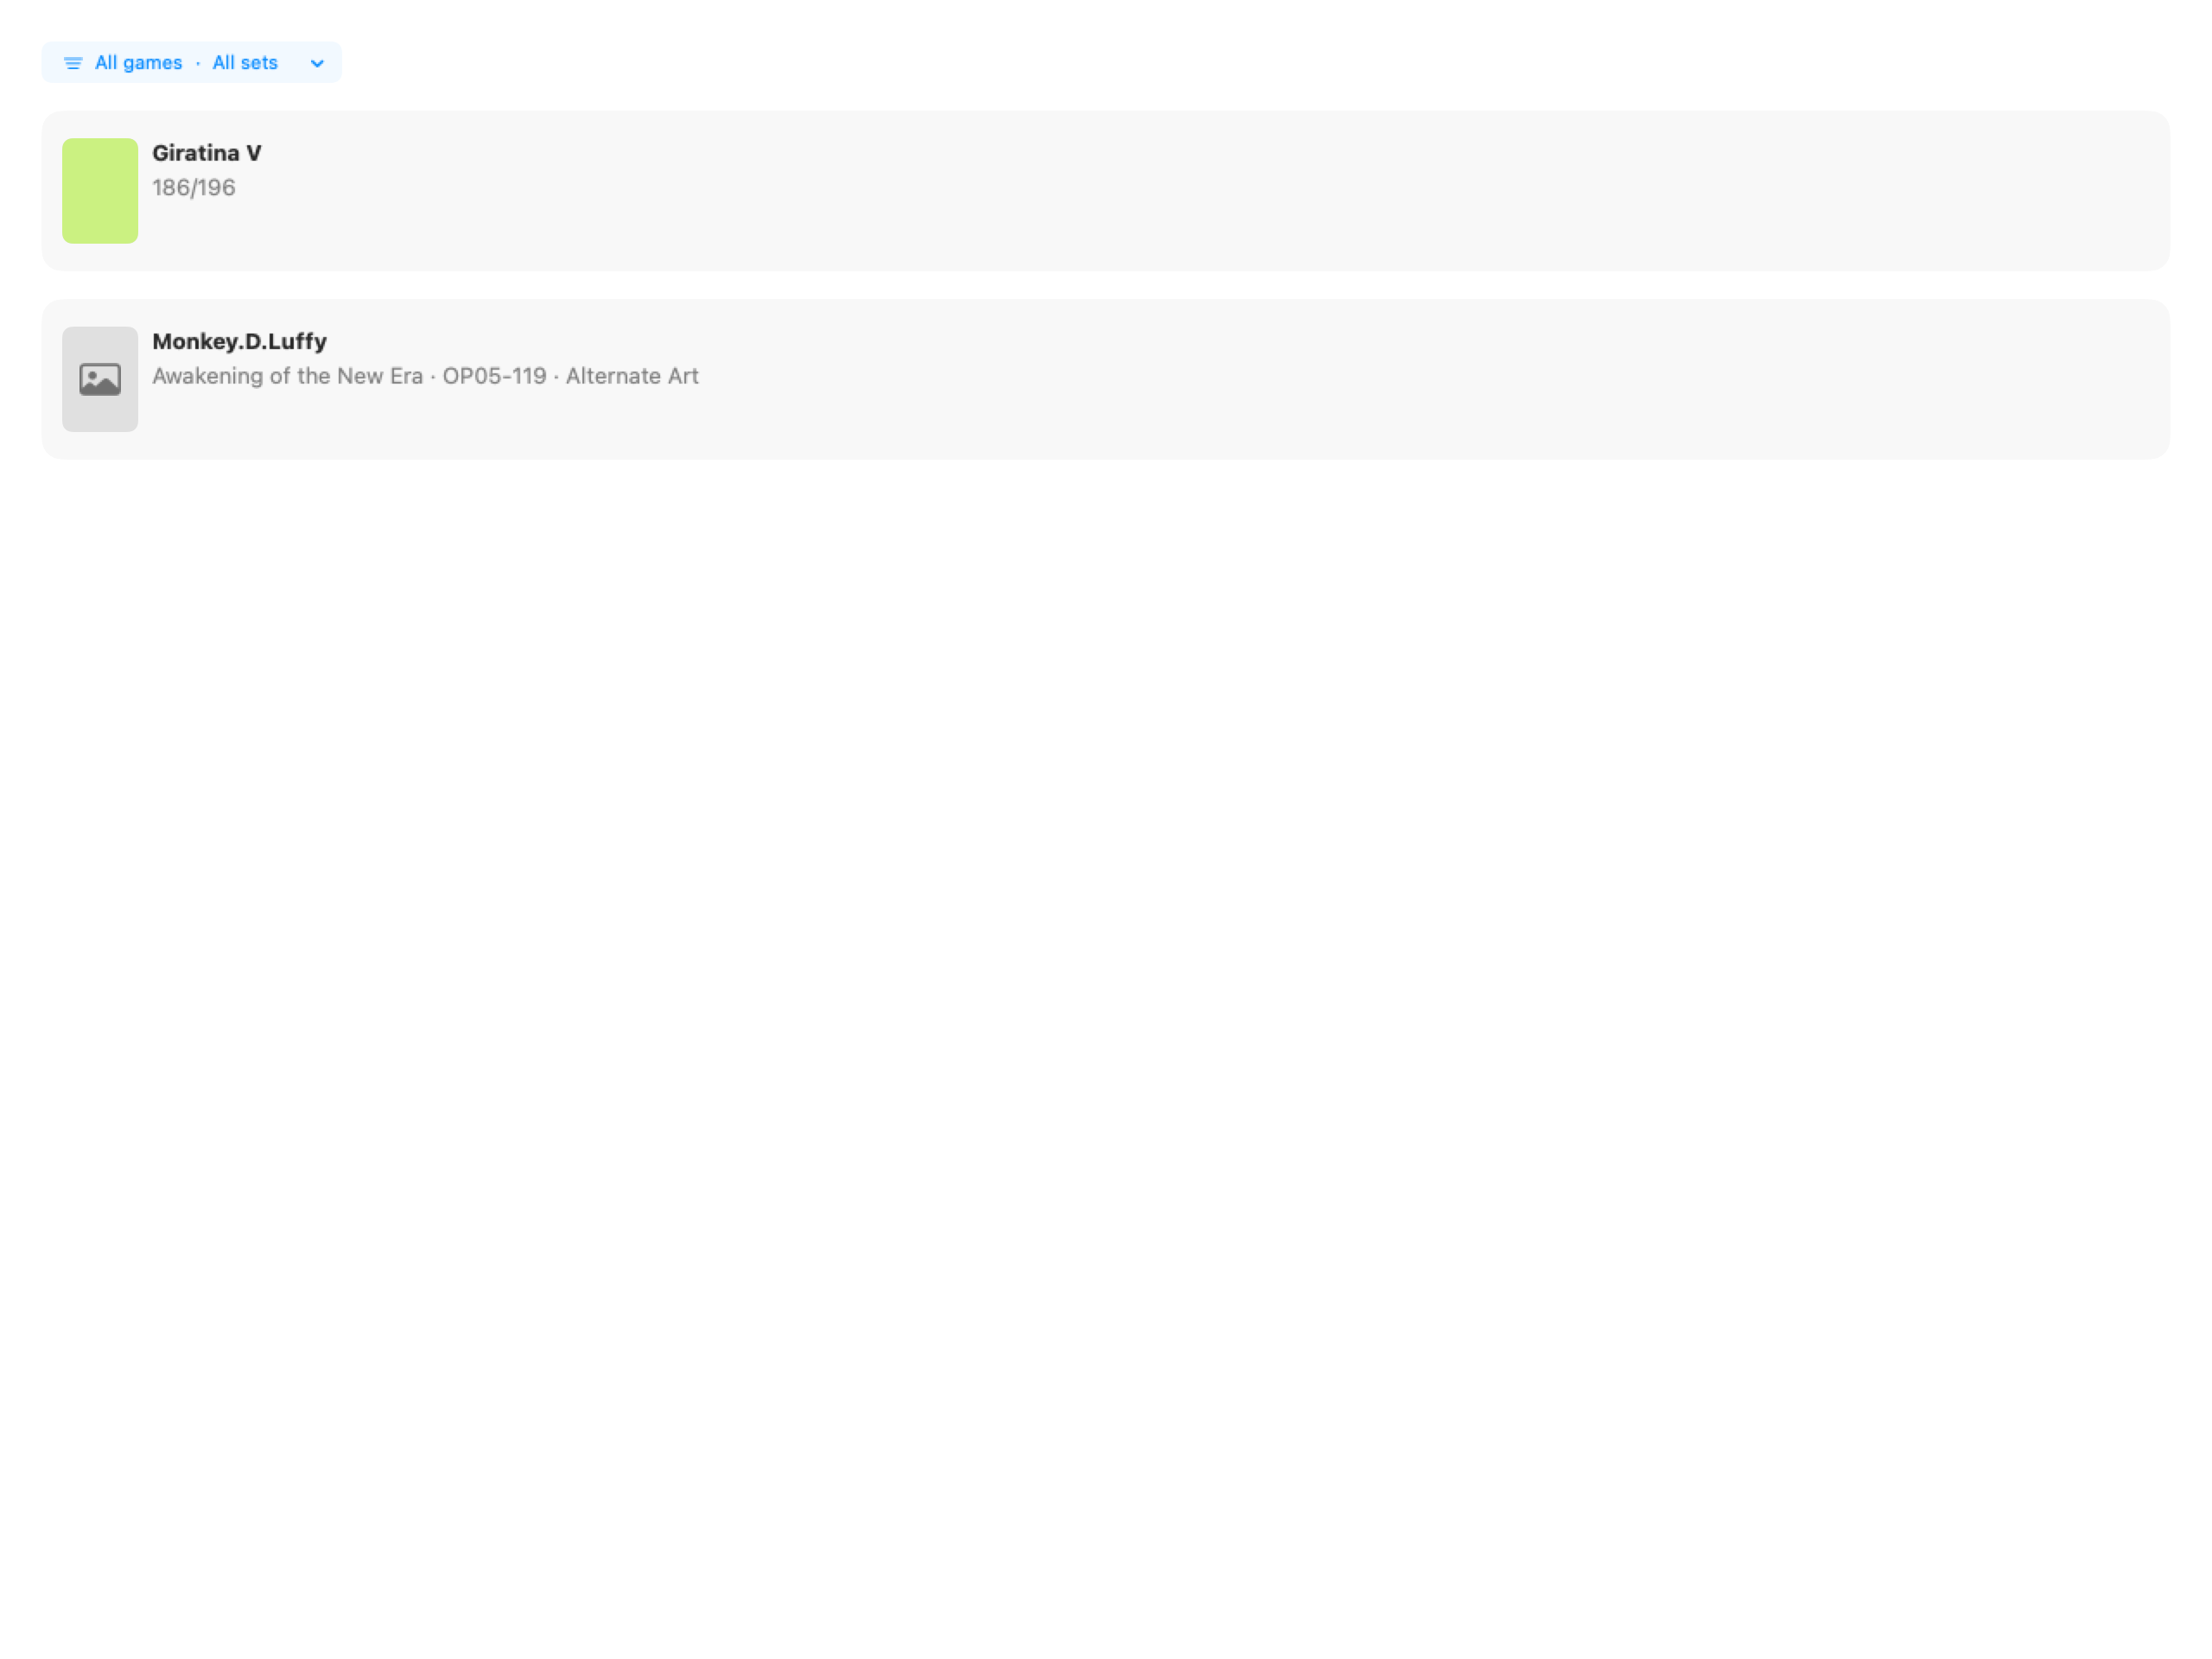 All games · All sets
Giratina V
186/196
Monkey.D.Luffy
Awakening of the New Era · OP05-119 · Alternate Art